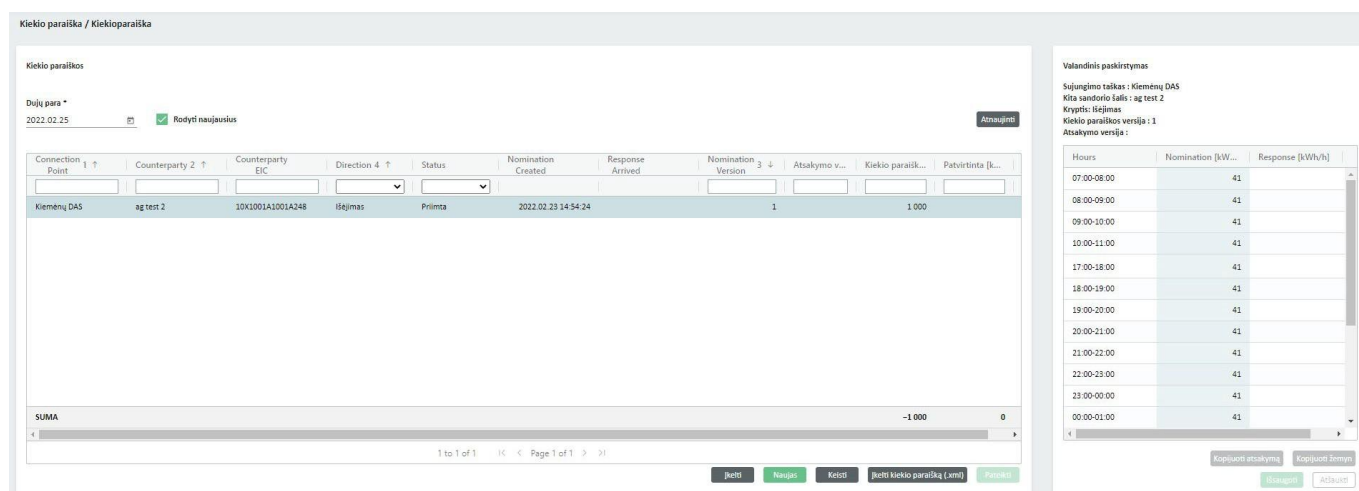 Kiekio paraiška / Kiekioparaiška
Kiekio paraiškos
Dujų para *
2022.02.25
Rodyti naujausius
Atnaujinti
Connection Point 1 ↑ Counterparty 2 ↑ Counterparty EIC Direction 4 ↑ Status Nomination Created Response Arrived Nomination Version 3 ↓ Atsakymo v... Kiekio paraišk... Patvirtinta [k...
Kiemėnų DAS ag test 2 10X1001A1001A248 Išėjimas Priimta 2022.02.23 14:54:24 1 1 000
SUMA −1 000 0
1 to 1 of 1 Page 1 of 1
Įkelti Naujas Keisti Įkelti kiekio paraišką (.xml) Pateikti
Valandinis paskirstymas
Sujungimo taškas : Kiemėnų DAS
Kita sandorio šalis : ag test 2
Kryptis: Išėjimas
Kiekio paraiškos versija : 1
Atsakymo versija :
Hours Nomination [kW... Response [kWh/h]
07:00-08:00 41
08:00-09:00 41
09:00-10:00 41
10:00-11:00 41
17:00-18:00 41
18:00-19:00 41
19:00-20:00 41
20:00-21:00 41
21:00-22:00 41
22:00-23:00 41
23:00-00:00 41
00:00-01:00 41
Kopijuoti atsakymą Kopijuoti žemyn
Išsaugoti Atšaukti